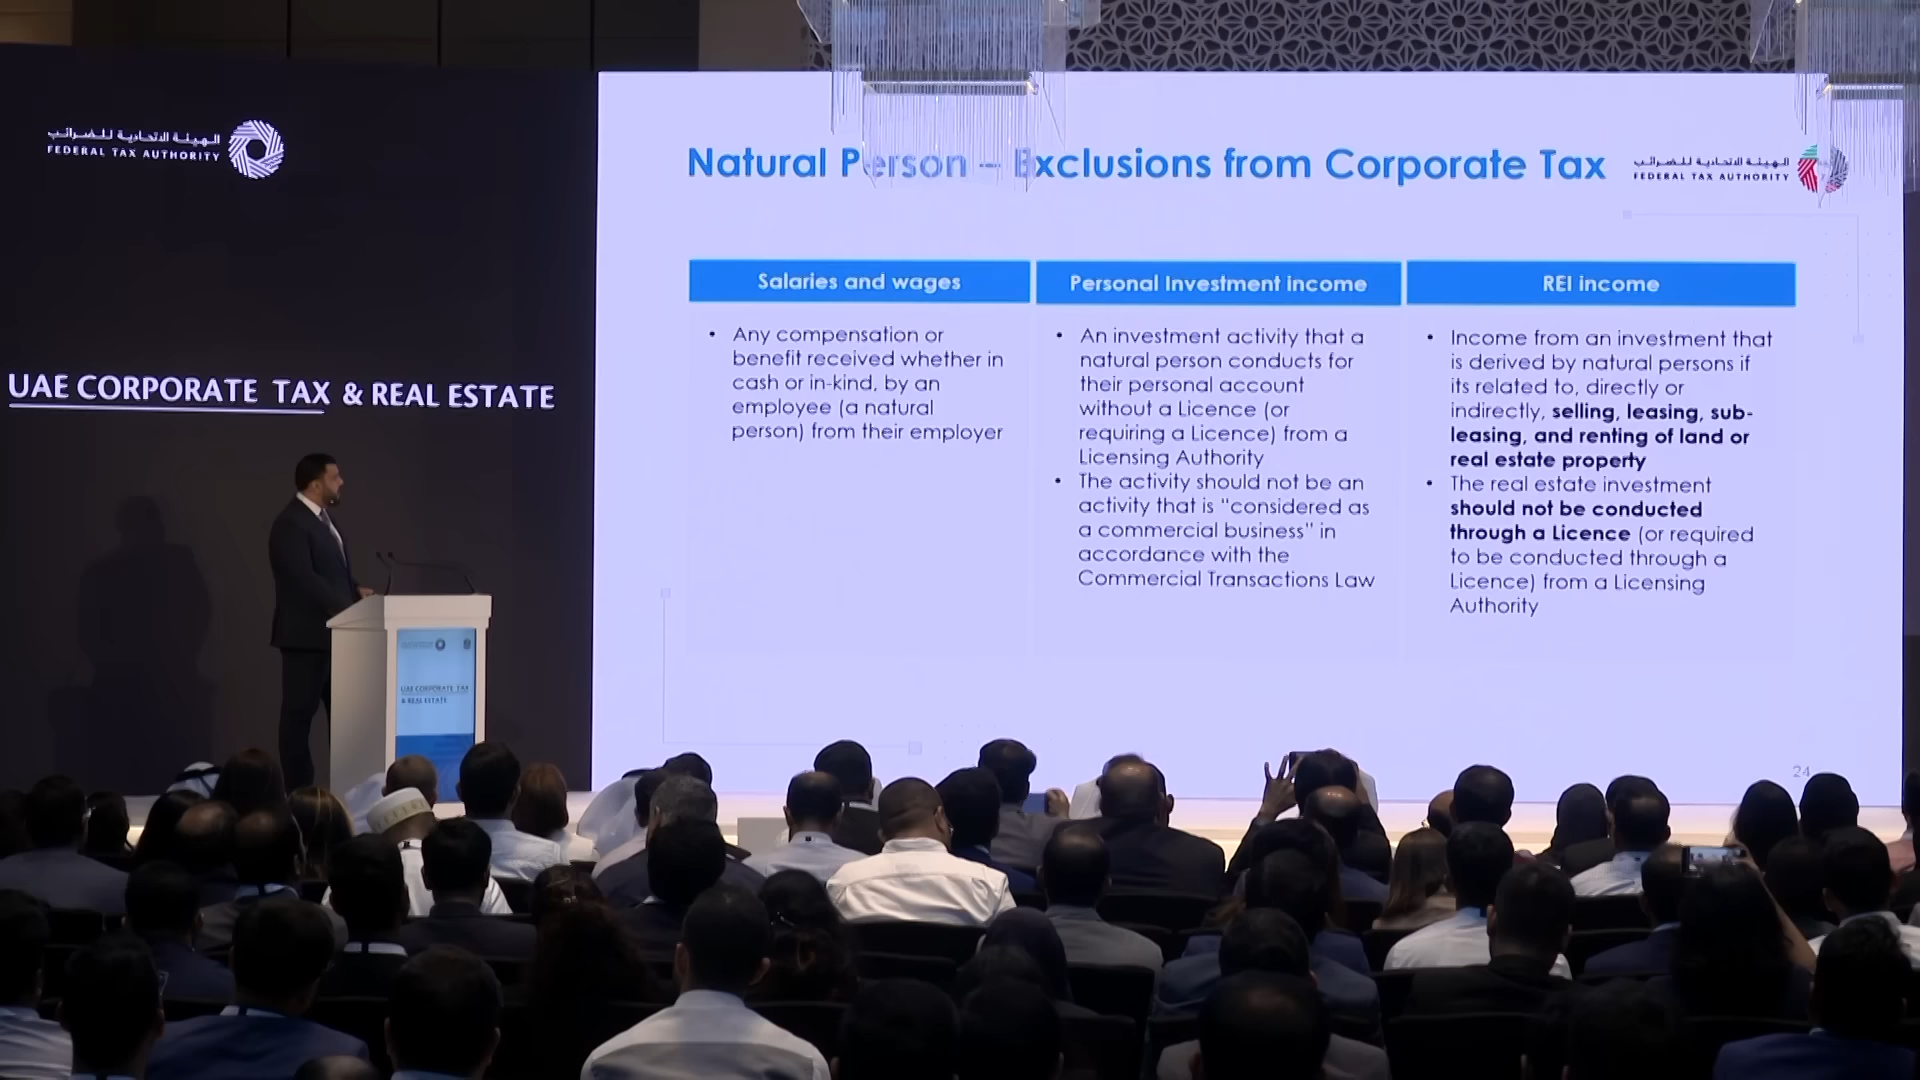 الهيئة الاتحادية للضرائب
FEDERAL TAX AUTHORITY
UAE CORPORATE TAX & REAL ESTATE
UAE CORPORATE TAX
& REAL ESTATE
Natural Person – Exclusions from Corporate Tax
الهيئة الاتحادية للضرائب
FEDERAL TAX AUTHORITY
Salaries and wages
• Any compensation or
benefit received whether in
cash or in-kind, by an
employee (a natural
person) from their employer
Personal Investment income
• An investment activity that a
natural person conducts for
their personal account
without a Licence (or
requiring a Licence) from a
Licensing Authority
• The activity should not be an
activity that is “considered as
a commercial business” in
accordance with the
Commercial Transactions Law
REI income
• Income from an investment that
is derived by natural persons if
its related to, directly or
indirectly, selling, leasing, sub-
leasing, and renting of land or
real estate property
• The real estate investment
should not be conducted
through a Licence (or required
to be conducted through a
Licence) from a Licensing
Authority
24